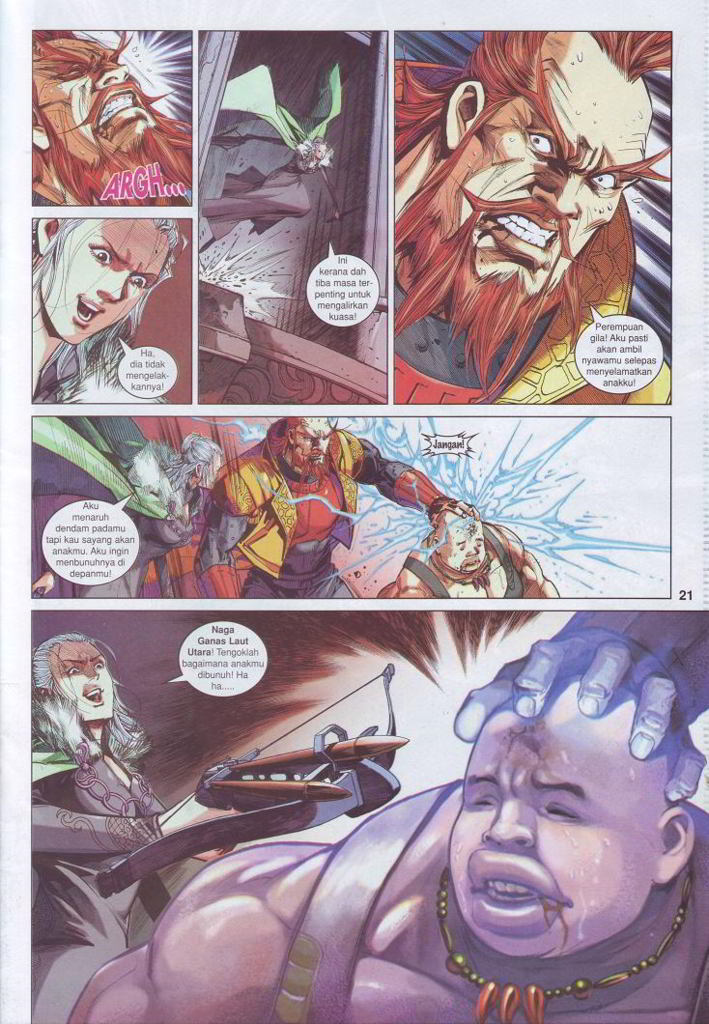 ARGH...
Ha,
dia tidak
mengelak-
kannya!
Ini
kerana dah
tiba masa ter-
penting untuk
mengalirkan
kuasa!
Perempuan
gila! Aku pasti
akan ambil
nyawamu selepas
menyelamatkan
anakku!
Aku
menaruh
dendam padamu
tapi kau sayang akan
anakmu. Aku ingin
membunuhnya di
depanmu!
Jangan!
21
Naga
Ganas Laut
Utara! Tengoklah
bagaimana anakmu
dibunuh! Ha
ha.....